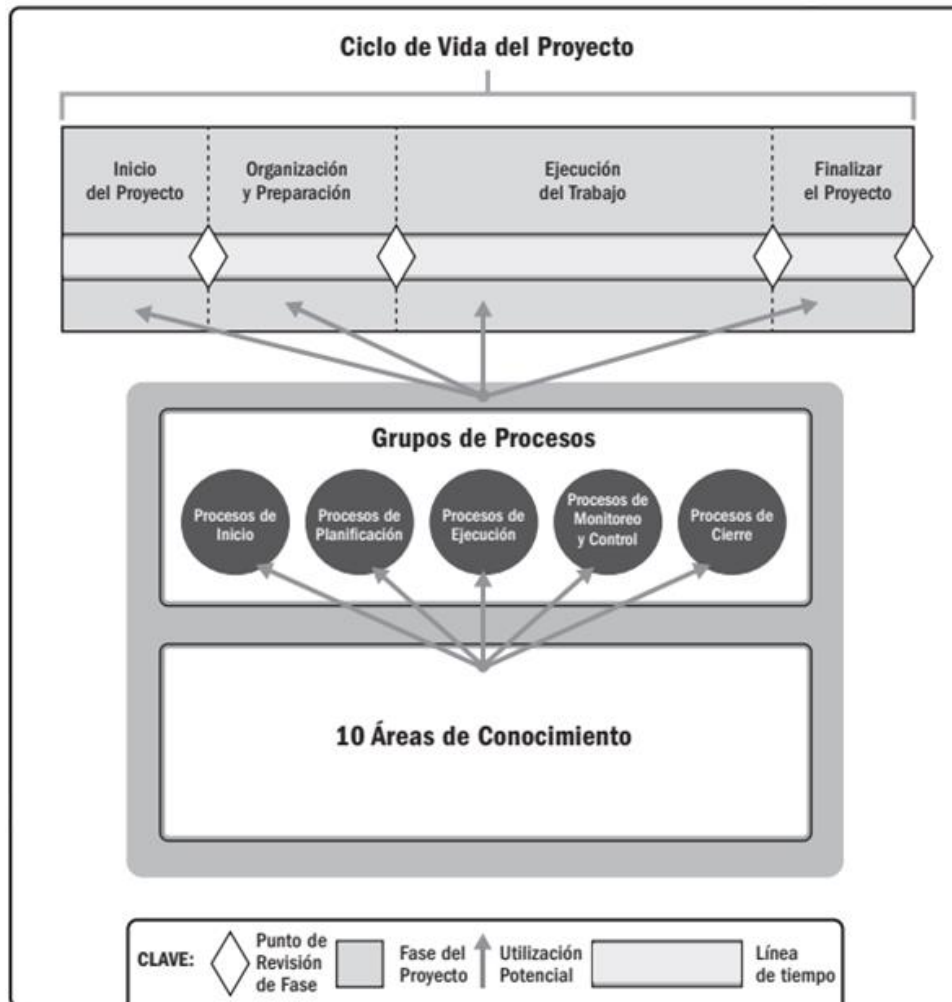 Ciclo de Vida del Proyecto
Inicio
del Proyecto
Organización
y Preparación
Ejecución
del Trabajo
Finalizar
el Proyecto
Grupos de Procesos
Procesos de
Inicio
Procesos de
Planificación
Procesos de
Ejecución
Procesos de
Monitoreo
y Control
Procesos de
Cierre
10 Áreas de Conocimiento
CLAVE:
Punto de
Revisión
de Fase
Fase del
Proyecto
Utilización
Potencial
Línea
de tiempo